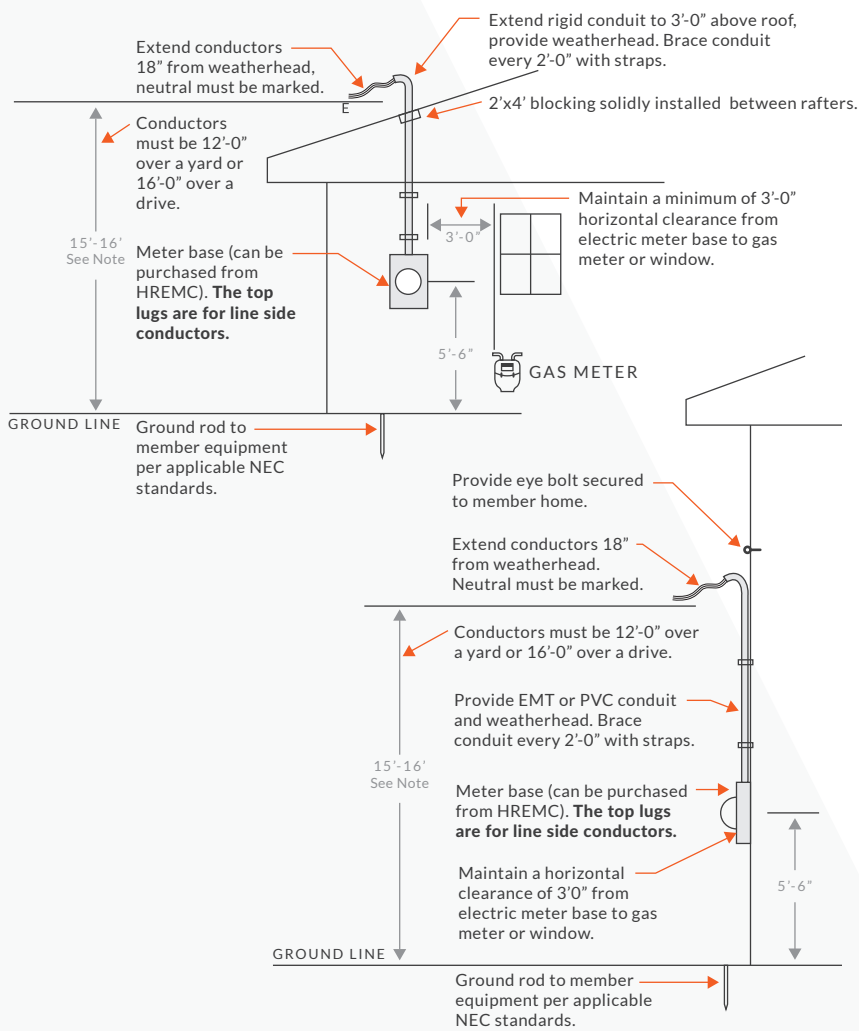 Extend rigid conduit to 3'-0" above roof,
provide weatherhead. Brace conduit
every 2'-0" with straps.
Extend conductors
18" from weatherhead,
neutral must be marked.
E
2'x4' blocking solidly installed between rafters.
Conductors
must be 12'-0"
over a yard or
16'-0" over a
drive.
Maintain a minimum of 3'-0"
horizontal clearance from
electric meter base to gas
meter or window.
3'-0"
15'-16'
See Note
Meter base (can be
purchased from
HREMC). The top
lugs are for line side
conductors.
5'-6"
GAS METER
GROUND LINE
Ground rod to
member equipment
per applicable NEC
standards.
Provide eye bolt secured
to member home.
Extend conductors 18"
from weatherhead.
Neutral must be marked.
Conductors must be 12'-0" over
a yard or 16'-0" over a drive.
Provide EMT or PVC conduit
and weatherhead. Brace
conduit every 2'-0" with straps.
15'-16'
See Note
Meter base (can be purchased
from HREMC). The top lugs
are for line side conductors.
Maintain a horizontal
clearance of 3'0" from
electric meter base to gas
meter or window.
5'-6"
GROUND LINE
Ground rod to member
equipment per applicable
NEC standards.